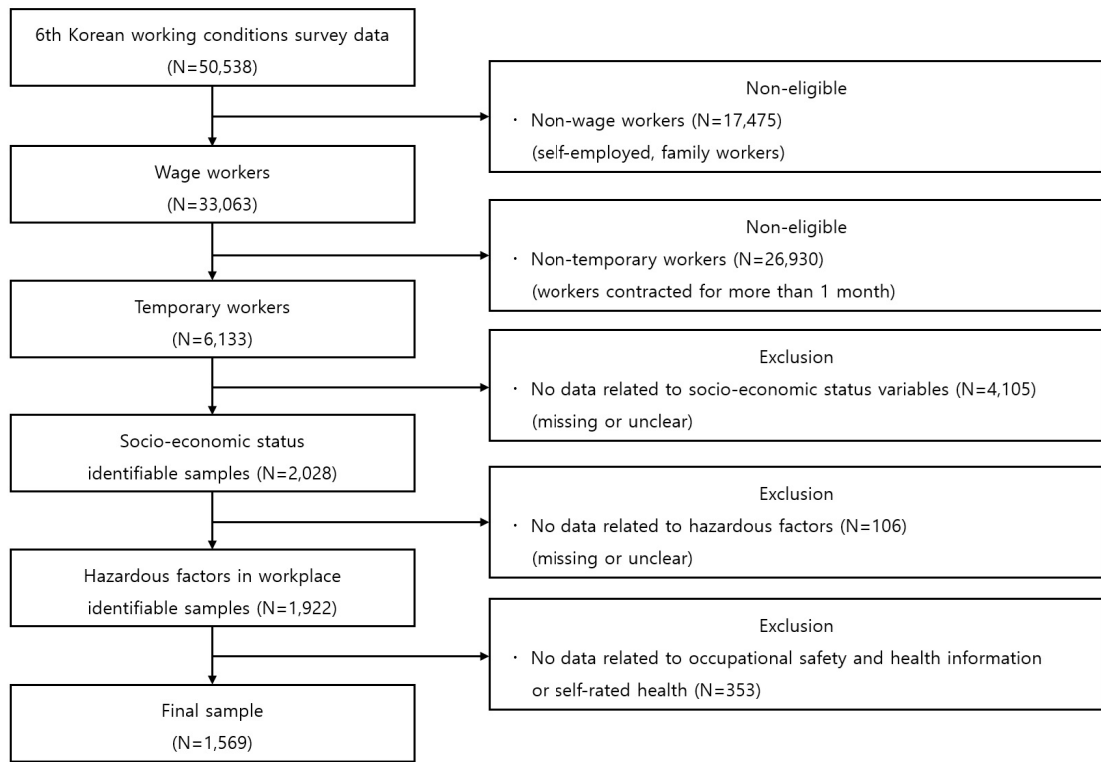 6th Korean working conditions survey data
(N=50,538)
Non-eligible
· Non-wage workers (N=17,475)
(self-employed, family workers)
Wage workers
(N=33,063)
Non-eligible
· Non-temporary workers (N=26,930)
(workers contracted for more than 1 month)
Temporary workers
(N=6,133)
Exclusion
· No data related to socio-economic status variables (N=4,105)
(missing or unclear)
Socio-economic status
identifiable samples (N=2,028)
Exclusion
· No data related to hazardous factors (N=106)
(missing or unclear)
Hazardous factors in workplace
identifiable samples (N=1,922)
Exclusion
· No data related to occupational safety and health information
or self-rated health (N=353)
Final sample
(N=1,569)